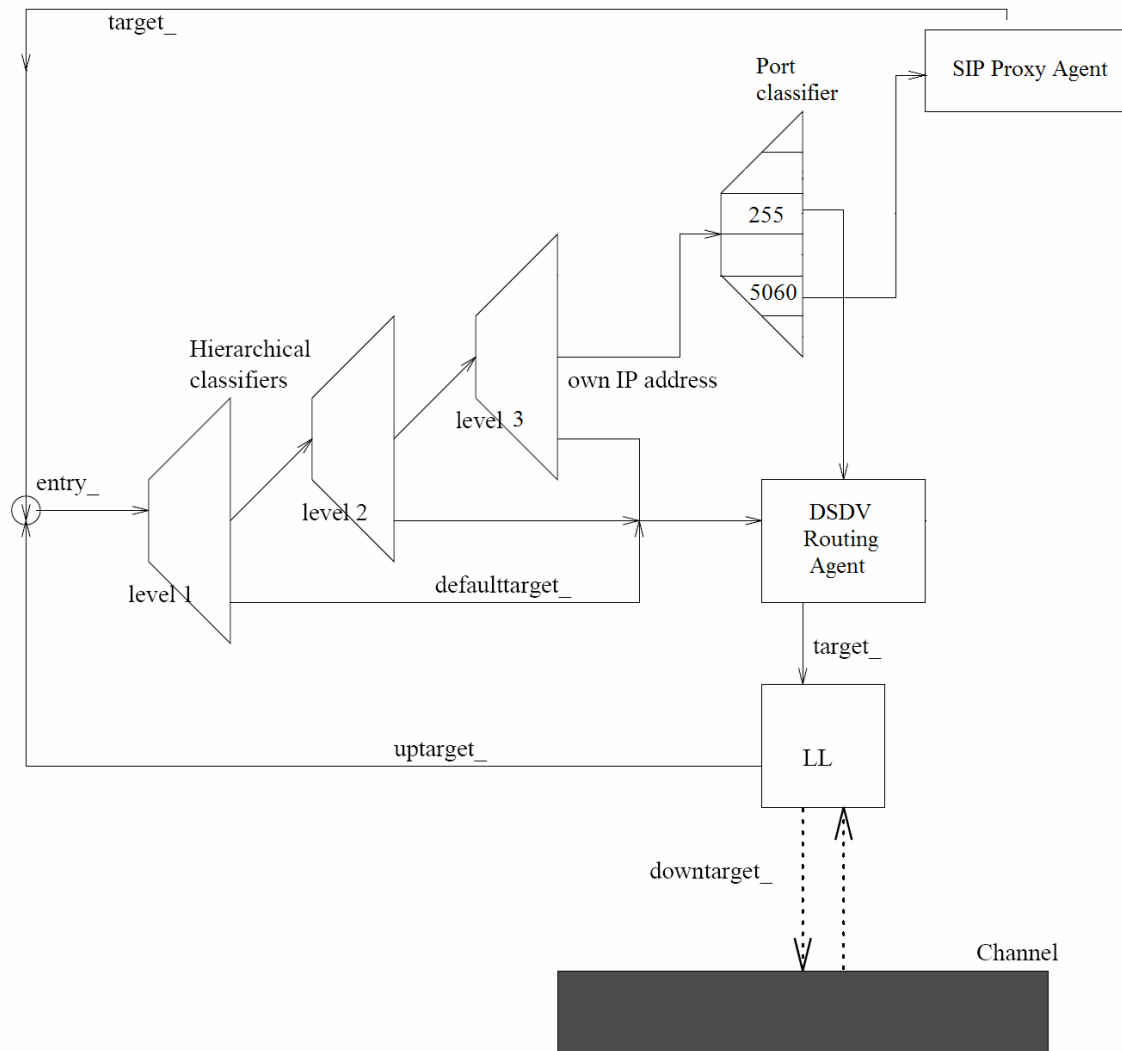 target_
SIP Proxy Agent
Port
classifier
255
5060
Hierarchical
classifiers
own IP address
level 3
entry_
level 2
DSDV
Routing
Agent
defaulttarget_
level 1
target_
uptarget_
LL
downtarget_
Channel